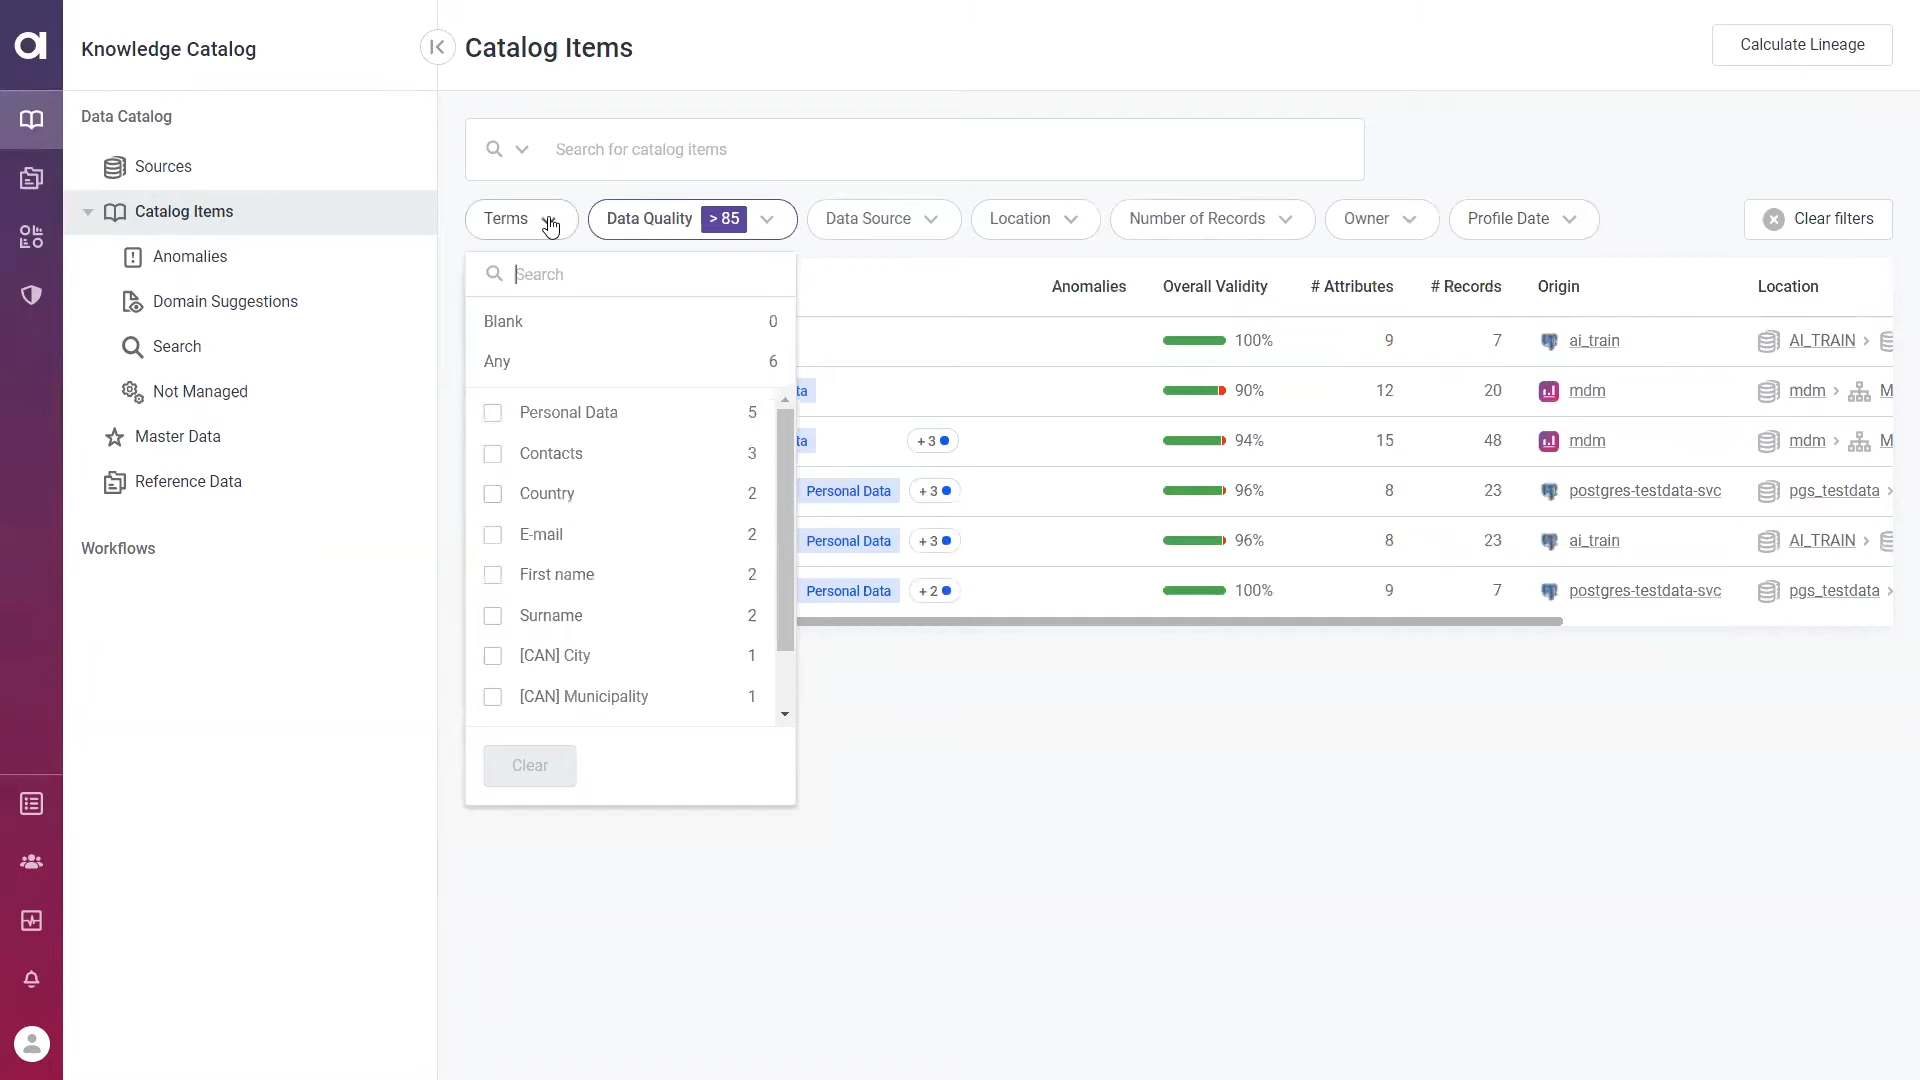 Knowledge Catalog
Catalog Items
Calculate Lineage
Data Catalog
Sources
Catalog Items
Anomalies
Domain Suggestions
Search
Not Managed
Master Data
Reference Data
Workflows
Search for catalog items
Terms
Data Quality > 85
Data Source
Location
Number of Records
Owner
Profile Date
Clear filters
Search
Blank 0
Any 6
Personal Data 5
Contacts 3
Country 2
E-mail 2
First name 2
Surname 2
[CAN] City 1
[CAN] Municipality 1
Clear
Anomalies Overall Validity # Attributes # Records Origin Location
100% 9 7 ai_train AI_TRAIN >
ta 90% 12 20 mdm mdm > M
ta +3 94% 15 48 mdm mdm > M
Personal Data +3 96% 8 23 postgres-testdata-svc pgs_testdata >
Personal Data +3 96% 8 23 ai_train AI_TRAIN >
Personal Data +2 100% 9 7 postgres-testdata-svc pgs_testdata >